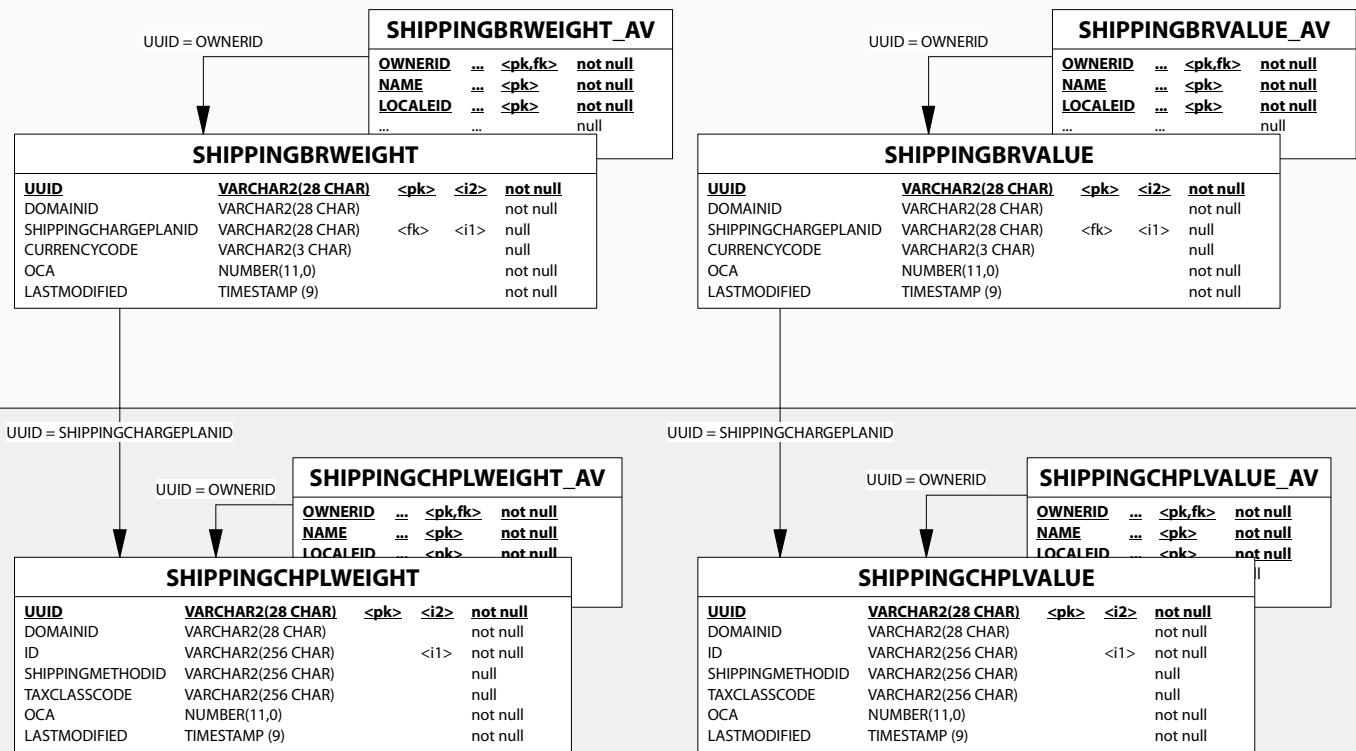 SHIPPINGBRWEIGHT_AV
UUID = OWNERID
OWNERID ... <pk,fk> not null
NAME ... <pk> not null
LOCALEID ... <pk> not null
... ... null
SHIPPINGBRWEIGHT
UUID VARCHAR2(28 CHAR) <pk> <i2> not null
DOMAINID VARCHAR2(28 CHAR) not null
SHIPPINGCHARGEPLANID VARCHAR2(28 CHAR) <fk> <i1> null
CURRENCYCODE VARCHAR2(3 CHAR) null
OCA NUMBER(11,0) not null
LASTMODIFIED TIMESTAMP (9) not null
SHIPPINGBRVALUE_AV
UUID = OWNERID
OWNERID ... <pk,fk> not null
NAME ... <pk> not null
LOCALEID ... <pk> not null
... ... null
SHIPPINGBRVALUE
UUID VARCHAR2(28 CHAR) <pk> <i2> not null
DOMAINID VARCHAR2(28 CHAR) not null
SHIPPINGCHARGEPLANID VARCHAR2(28 CHAR) <fk> <i1> null
CURRENCYCODE VARCHAR2(3 CHAR) null
OCA NUMBER(11,0) not null
LASTMODIFIED TIMESTAMP (9) not null
UUID = SHIPPINGCHARGEPLANID
SHIPPINGCHPLWEIGHT_AV
UUID = OWNERID
OWNERID ... <pk,fk> not null
NAME ... <pk> not null
LOCALEID ... <pk> not null
SHIPPINGCHPLWEIGHT
UUID VARCHAR2(28 CHAR) <pk> <i2> not null
DOMAINID VARCHAR2(28 CHAR) not null
ID VARCHAR2(256 CHAR) <i1> not null
SHIPPINGMETHODID VARCHAR2(256 CHAR) null
TAXCLASSCODE VARCHAR2(256 CHAR) null
OCA NUMBER(11,0) not null
LASTMODIFIED TIMESTAMP (9) not null
UUID = SHIPPINGCHARGEPLANID
SHIPPINGCHPLVALUE_AV
UUID = OWNERID
OWNERID ... <pk,fk> not null
NAME ... <pk> not null
LOCALEID ... <pk> not null
SHIPPINGCHPLVALUE
UUID VARCHAR2(28 CHAR) <pk> <i2> not null
DOMAINID VARCHAR2(28 CHAR) not null
ID VARCHAR2(256 CHAR) <i1> not null
SHIPPINGMETHODID VARCHAR2(256 CHAR) null
TAXCLASSCODE VARCHAR2(256 CHAR) null
OCA NUMBER(11,0) not null
LASTMODIFIED TIMESTAMP (9) not null